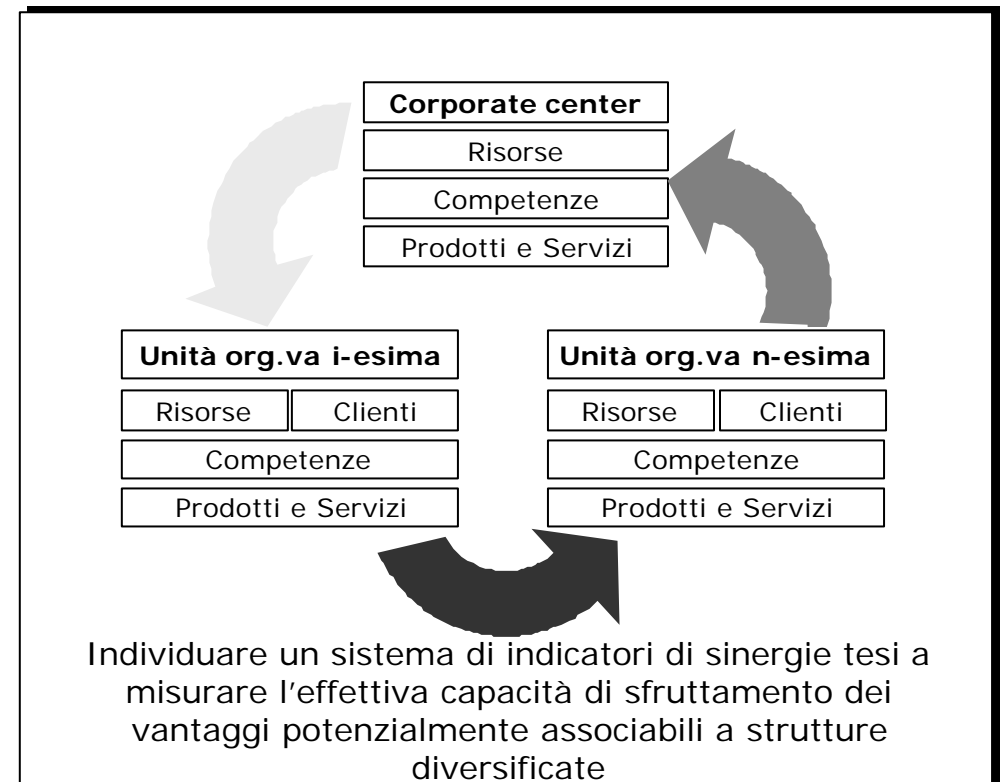 Corporate center
Risorse
Competenze
Prodotti e Servizi
Unità org.va i-esima
Risorse
Clienti
Competenze
Prodotti e Servizi
Unità org.va n-esima
Risorse
Clienti
Competenze
Prodotti e Servizi
Individuare un sistema di indicatori di sinergie tesi a
misurare l'effettiva capacità di sfruttamento dei
vantaggi potenzialmente associabili a strutture
diversificate